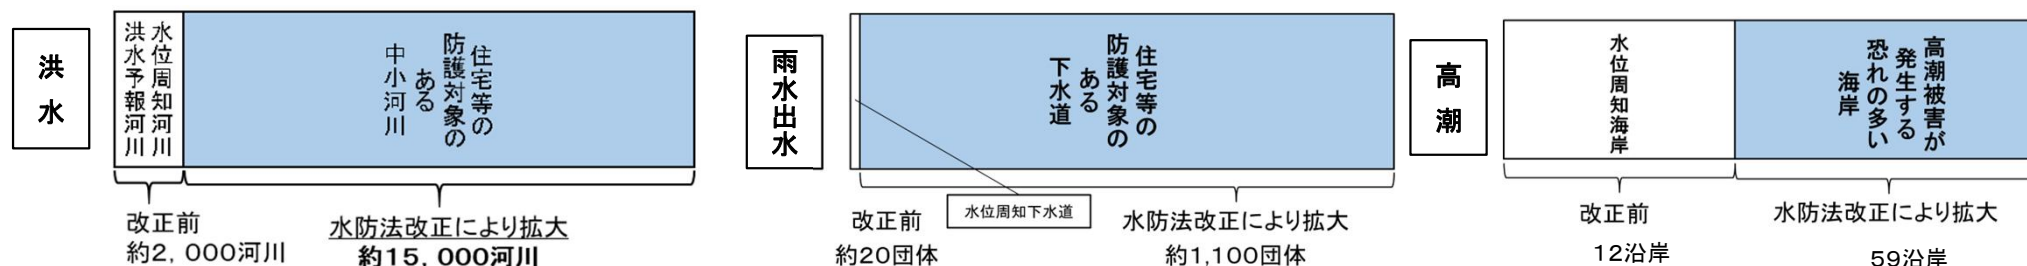 洪水
洪水予報河川
水位周知河川
住宅等の
防護対象の
ある
中小河川
改正前
約2,000河川
水防法改正により拡大
約15,000河川
雨水出水
住宅等の
防護対象の
ある
下水道
水位周知下水道
改正前
約20団体
水防法改正により拡大
約1,100団体
高潮
水位周知海岸
高潮被害が
発生する
恐れの多い
海岸
改正前
12沿岸
水防法改正により拡大
59沿岸